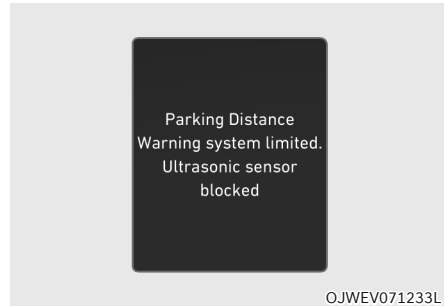 Parking Distance
Warning system limited.
Ultrasonic sensor
blocked
OJWEV071233L